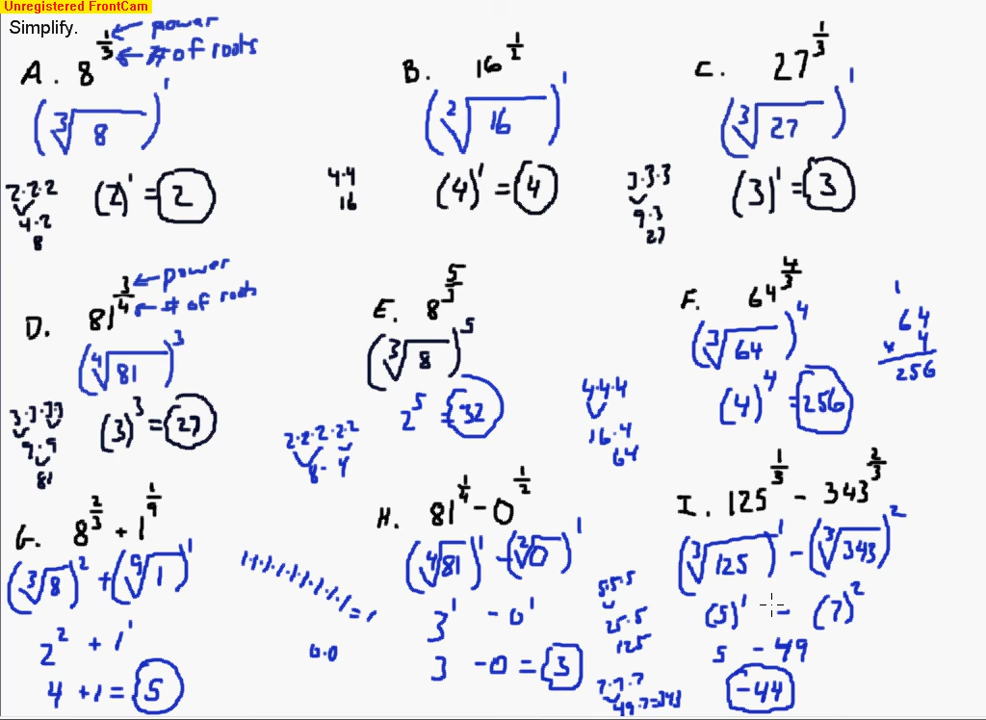 Unregistered FrontCam
Simplify.
A. 8^(1/3) ← power
← # of roots
(∛8)^1
2·2·2
4·2
8
(2)^1 = 2
B. 16^(1/2)
(²√16)^1
4·4
16
(4)^1 = 4
C. 27^(1/3)
(∛27)^1
3·3·3
9·3
27
(3)^1 = 3
D. 81^(3/4) ← power
← # of roots
(∜81)^3
3·3·3·3
9·9
81
(3)^3 = 27
E. 8^(5/3)
(∛8)^5
2^5 = 32
2·2·2·2·2
8· 4
F. 64^(4/3)
(∛64)^4
(4)^4 = 256
4·4·4
16·4
64
1
64
× 4
256
G. 8^(2/3) + 1^(1/9)
(∛8)^2 + (⁹√1)^1
2^2 + 1^1
4 + 1 = 5
1·1·1·1·1·1·1·1·1 = 1
H. 81^(1/4) - 0^(1/2)
(∜81)^1 - (²√0)^1
3^1 - 0^1
3 - 0 = 3
0·0
I. 125^(1/3) - 343^(2/3)
(∛125)^1 - (∛343)^2
(5)^1 - (7)^2
5 - 49
-44
5·5·5
25·5
125
7·7·7
49·7=343